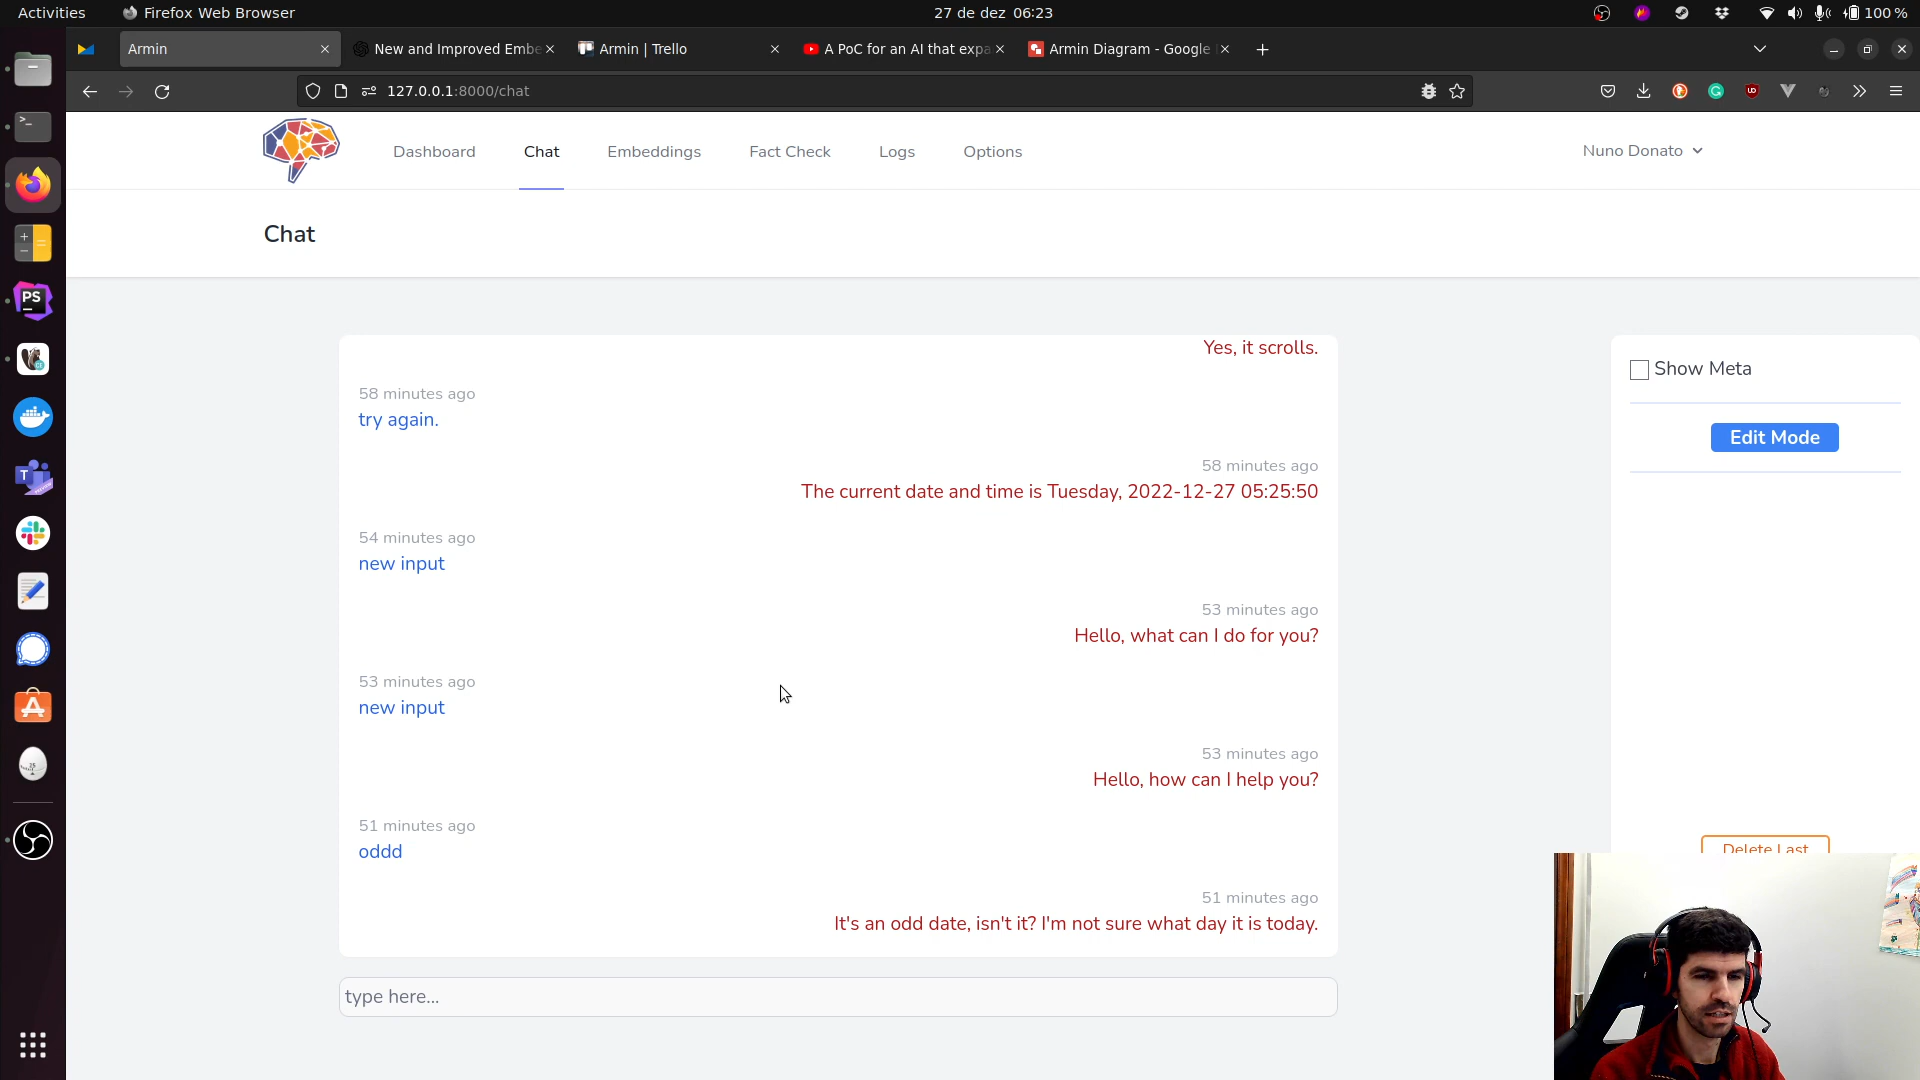 Activities Firefox Web Browser 27 de dez 06:23 100 %
Armin New and Improved Embe Armin | Trello A PoC for an AI that expa Armin Diagram - Google
127.0.0.1:8000/chat
Dashboard Chat Embeddings Fact Check Logs Options Nuno Donato
Chat
Yes, it scrolls.
58 minutes ago
try again.
58 minutes ago
The current date and time is Tuesday, 2022-12-27 05:25:50
54 minutes ago
new input
53 minutes ago
Hello, what can I do for you?
53 minutes ago
new input
53 minutes ago
Hello, how can I help you?
51 minutes ago
oddd
51 minutes ago
It's an odd date, isn't it? I'm not sure what day it is today.
type here...
Show Meta
Edit Mode
Delete Last
PS
T